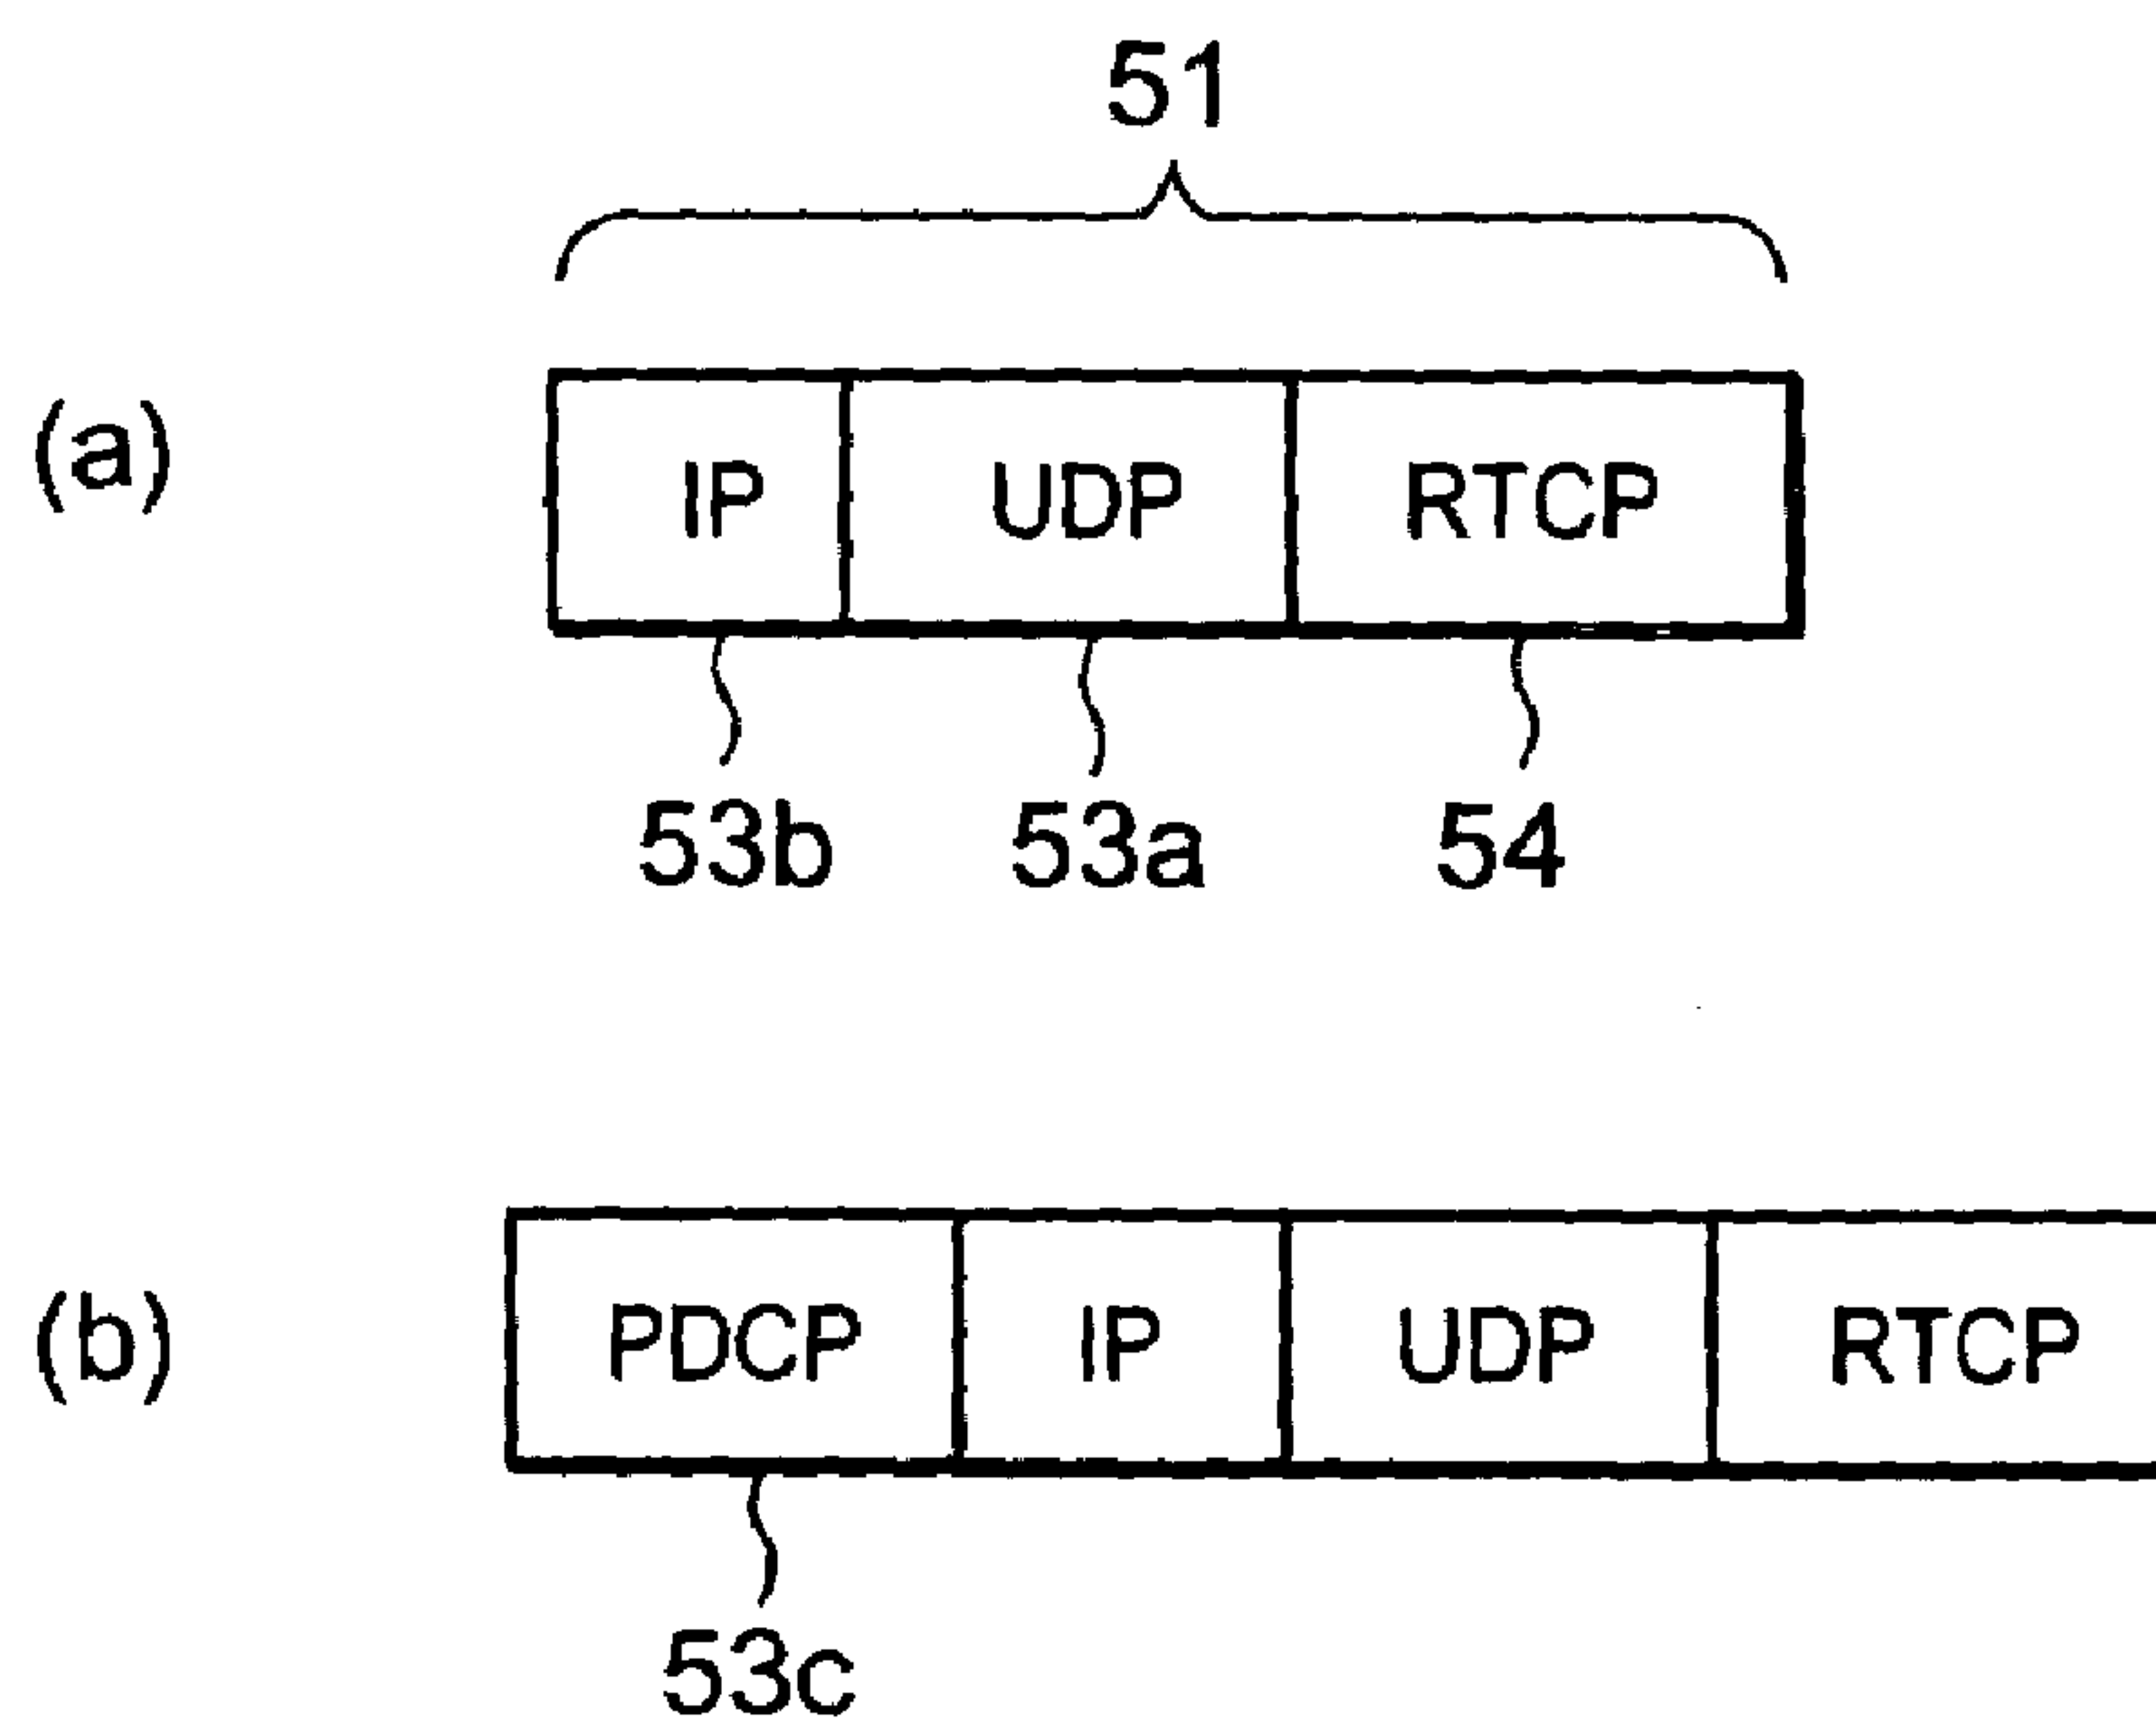 51
(a) IP UDP RTCP
53b 53a 54
(b) PDCP IP UDP RTCP
53c